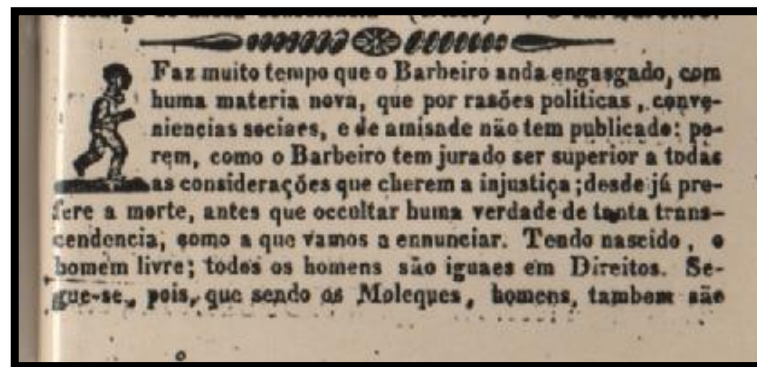 Faz muito tempo que o Barbeiro anda engasgado, com
huma materia nova, que por rasões politicas, conve-
niencias sociaes, e de amisade não tem publicado: po-
rem, como o Barbeiro tem jurado ser superior a todas
as considerações que cherem a injustiça; desde já pre-
fere a morte, antes que occultar huma verdade de tanta trans-
cendencia, como a que vamos a ennunciar. Tendo nascido, o
homem livre; todos os homens são iguaes em Direitos. Se-
gue-se, pois, que sendo os Moleques, homens, tambem são